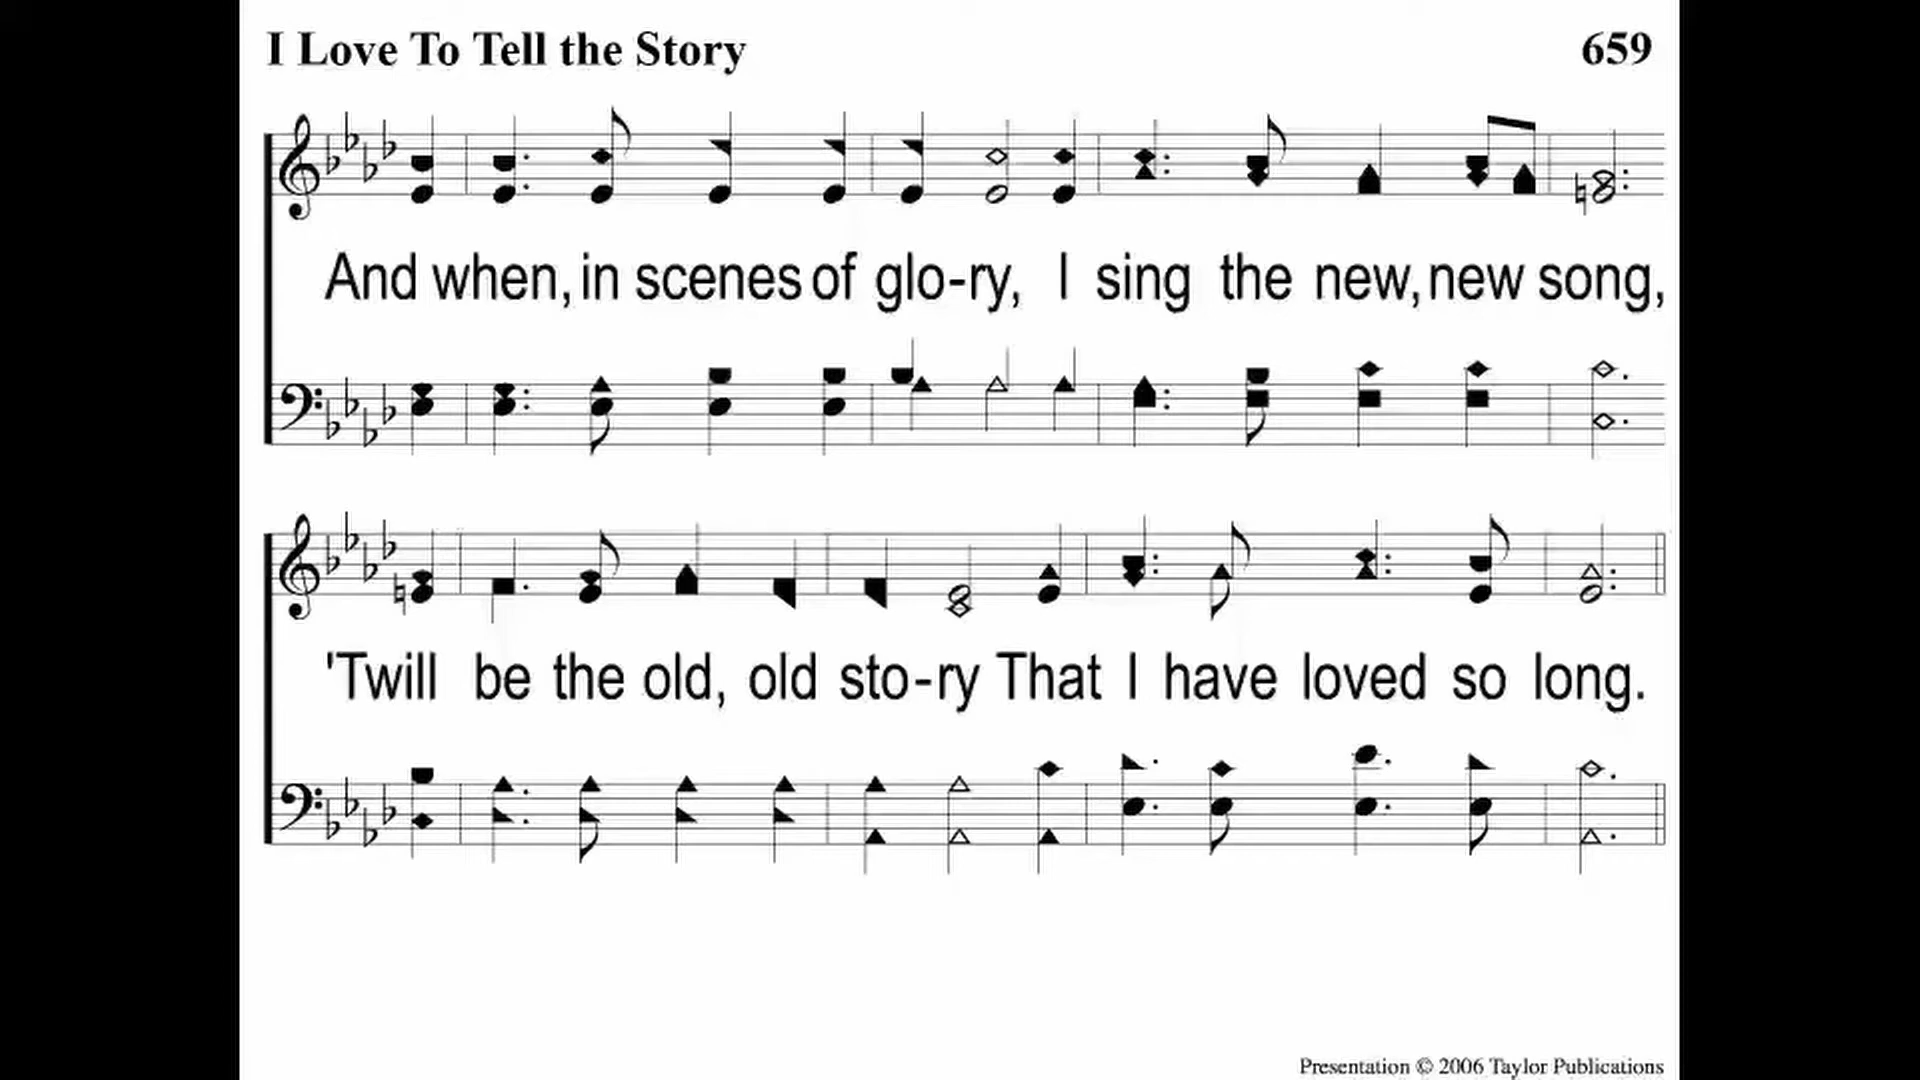 I Love To Tell the Story 659
And when, in scenes of glo-ry, I sing the new, new song,
'Twill be the old, old sto-ry That I have loved so long.
Presentation © 2006 Taylor Publications